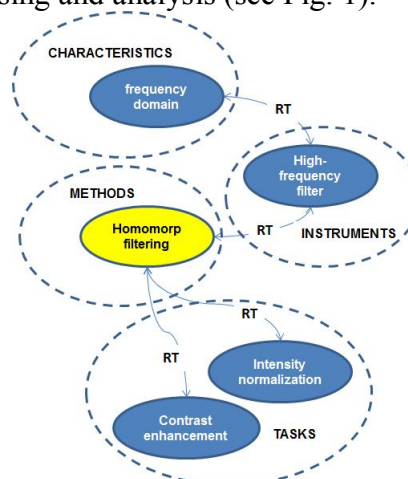 sing and analysis (see Fig. 1).
CHARACTERISTICS
frequency
domain
RT
High-
frequency
filter
METHODS
Homomorp
filtering
RT
INSTRUMENTS
RT
RT
Intensity
normalization
Contrast
enhancement
TASKS